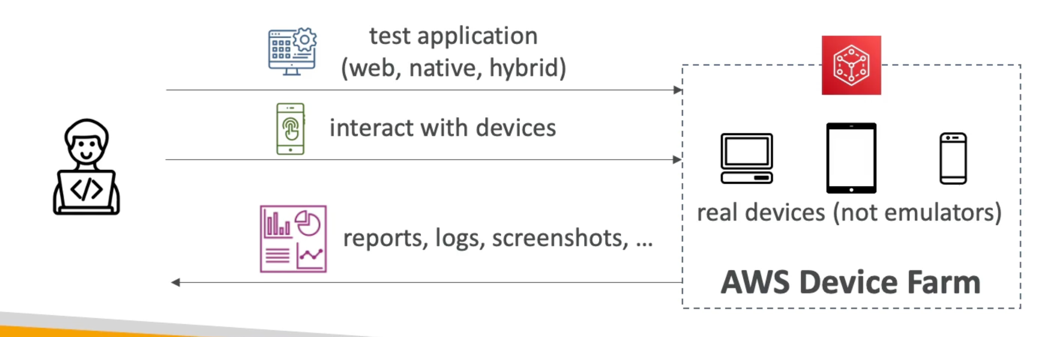 test application
(web, native, hybrid)
interact with devices
reports, logs, screenshots, ...
real devices (not emulators)
AWS Device Farm